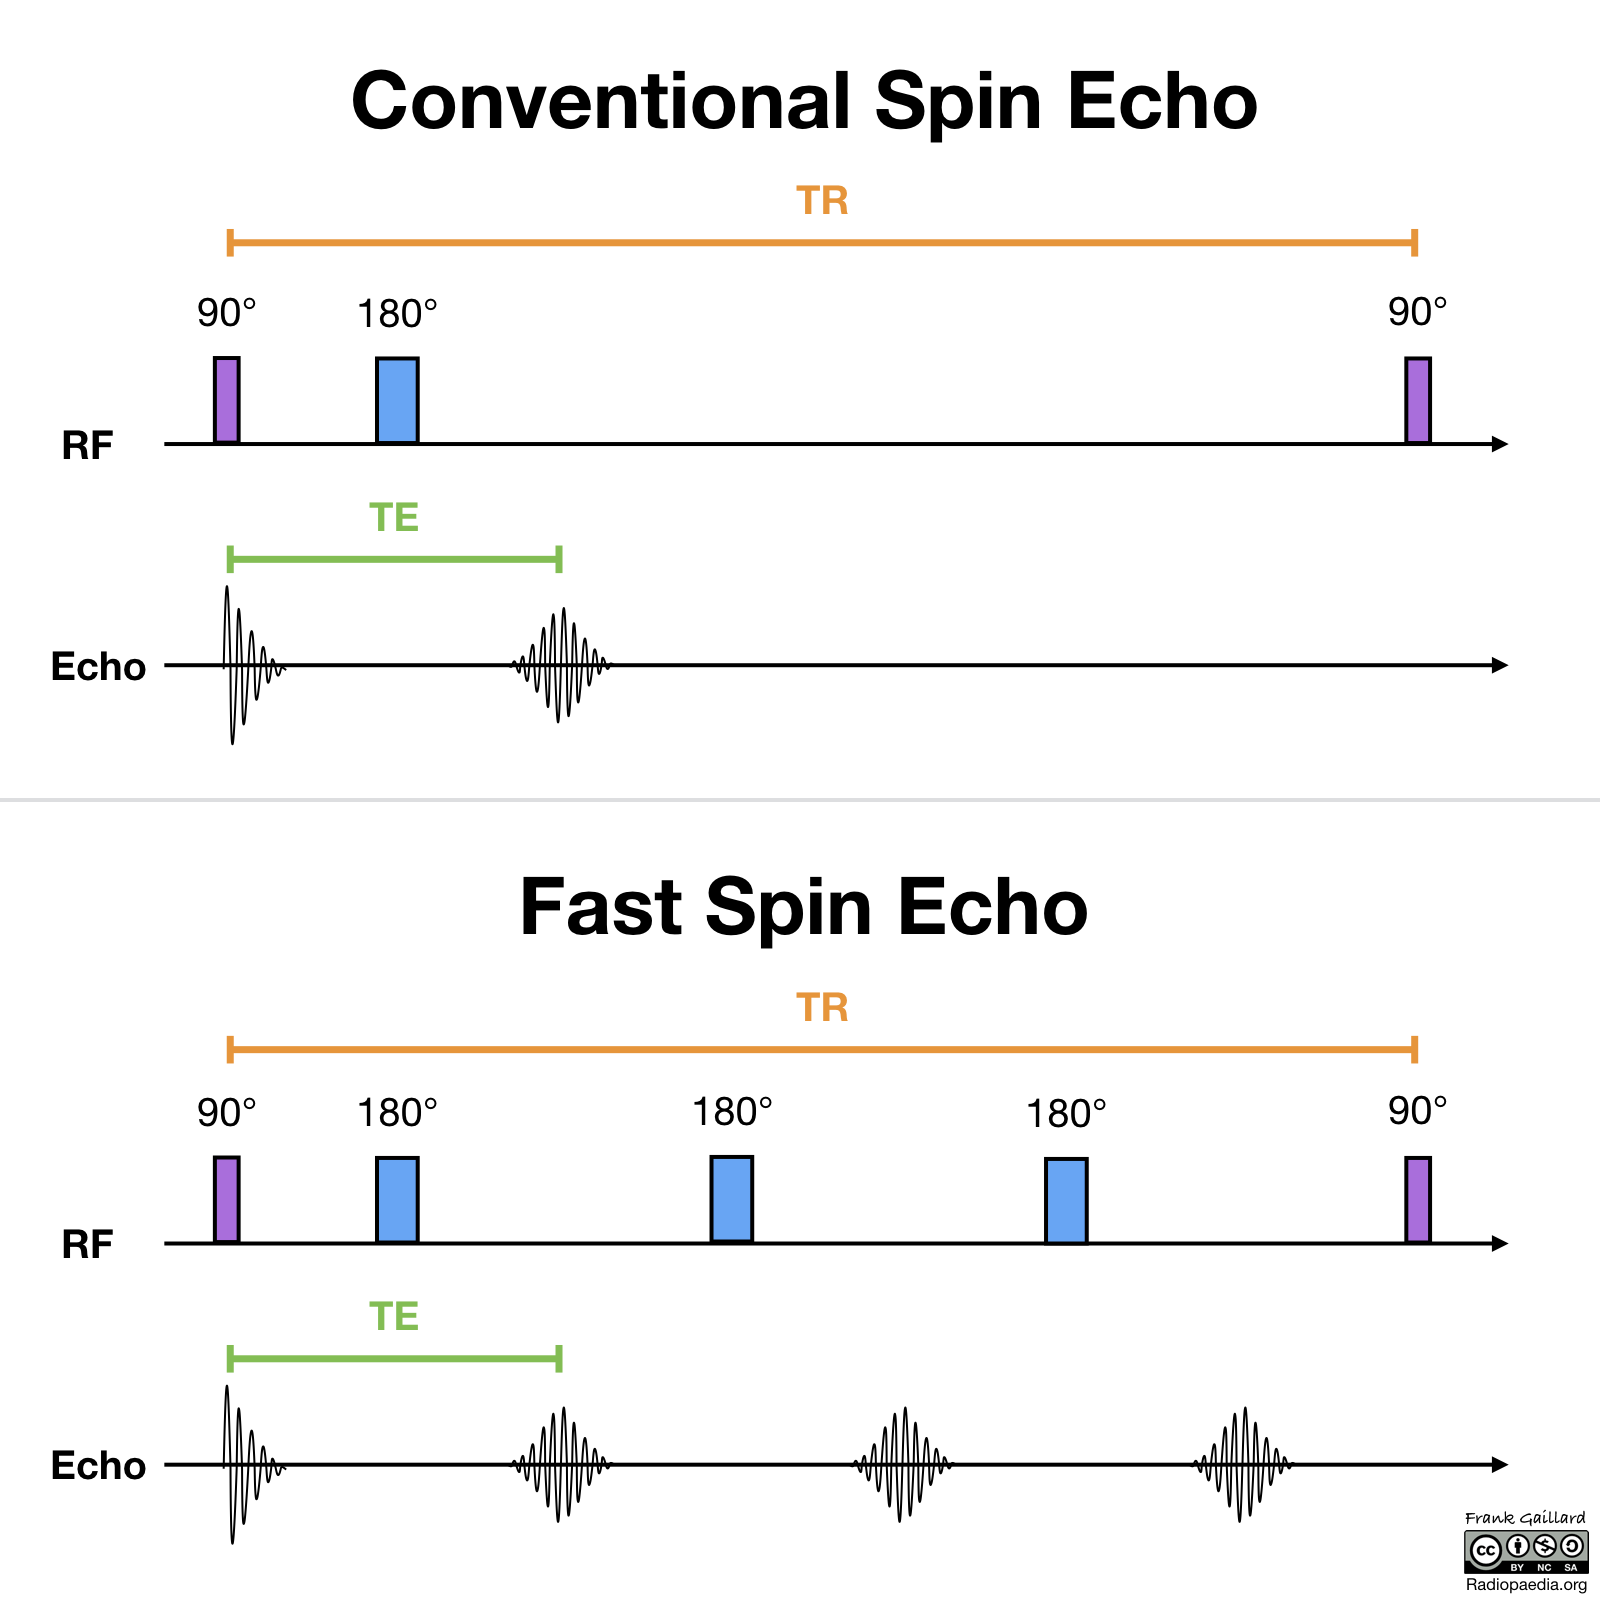 Conventional Spin Echo
TR
90° 180° 90°
RF
TE
Echo
Fast Spin Echo
TR
90° 180° 180° 180° 90°
RF
TE
Echo
Frank Gaillard
cc
BY NC SA
Radiopaedia.org